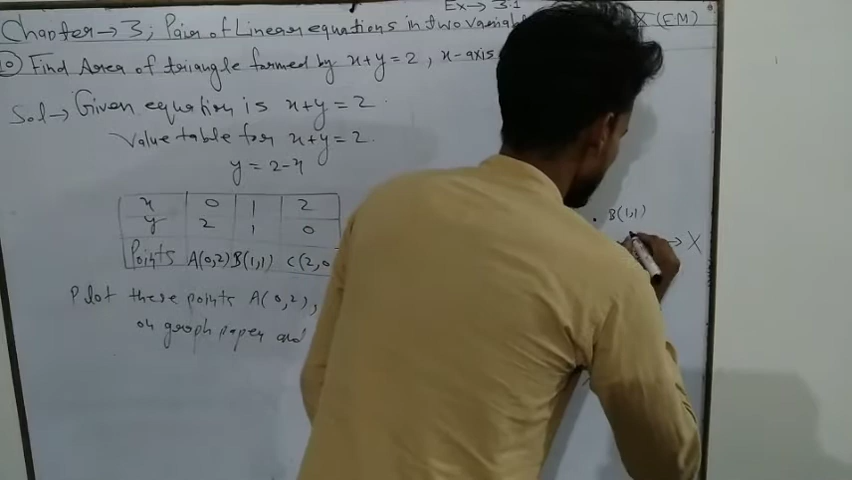 Ex→ 3.1
Chapter→ 3; Pair of Linear equations in two Variable X (EM)
10 Find Area of triangle formed by x+y=2, x-axis
Sol→ Given equation is x+y=2.
Value table for x+y=2.
y=2-x
x 0 1 2
y 2 1 0
Points A(0,2) B(1,1) C(2,0
Plot these points A(0,2),
on graph paper and
B(1,1)
→ X